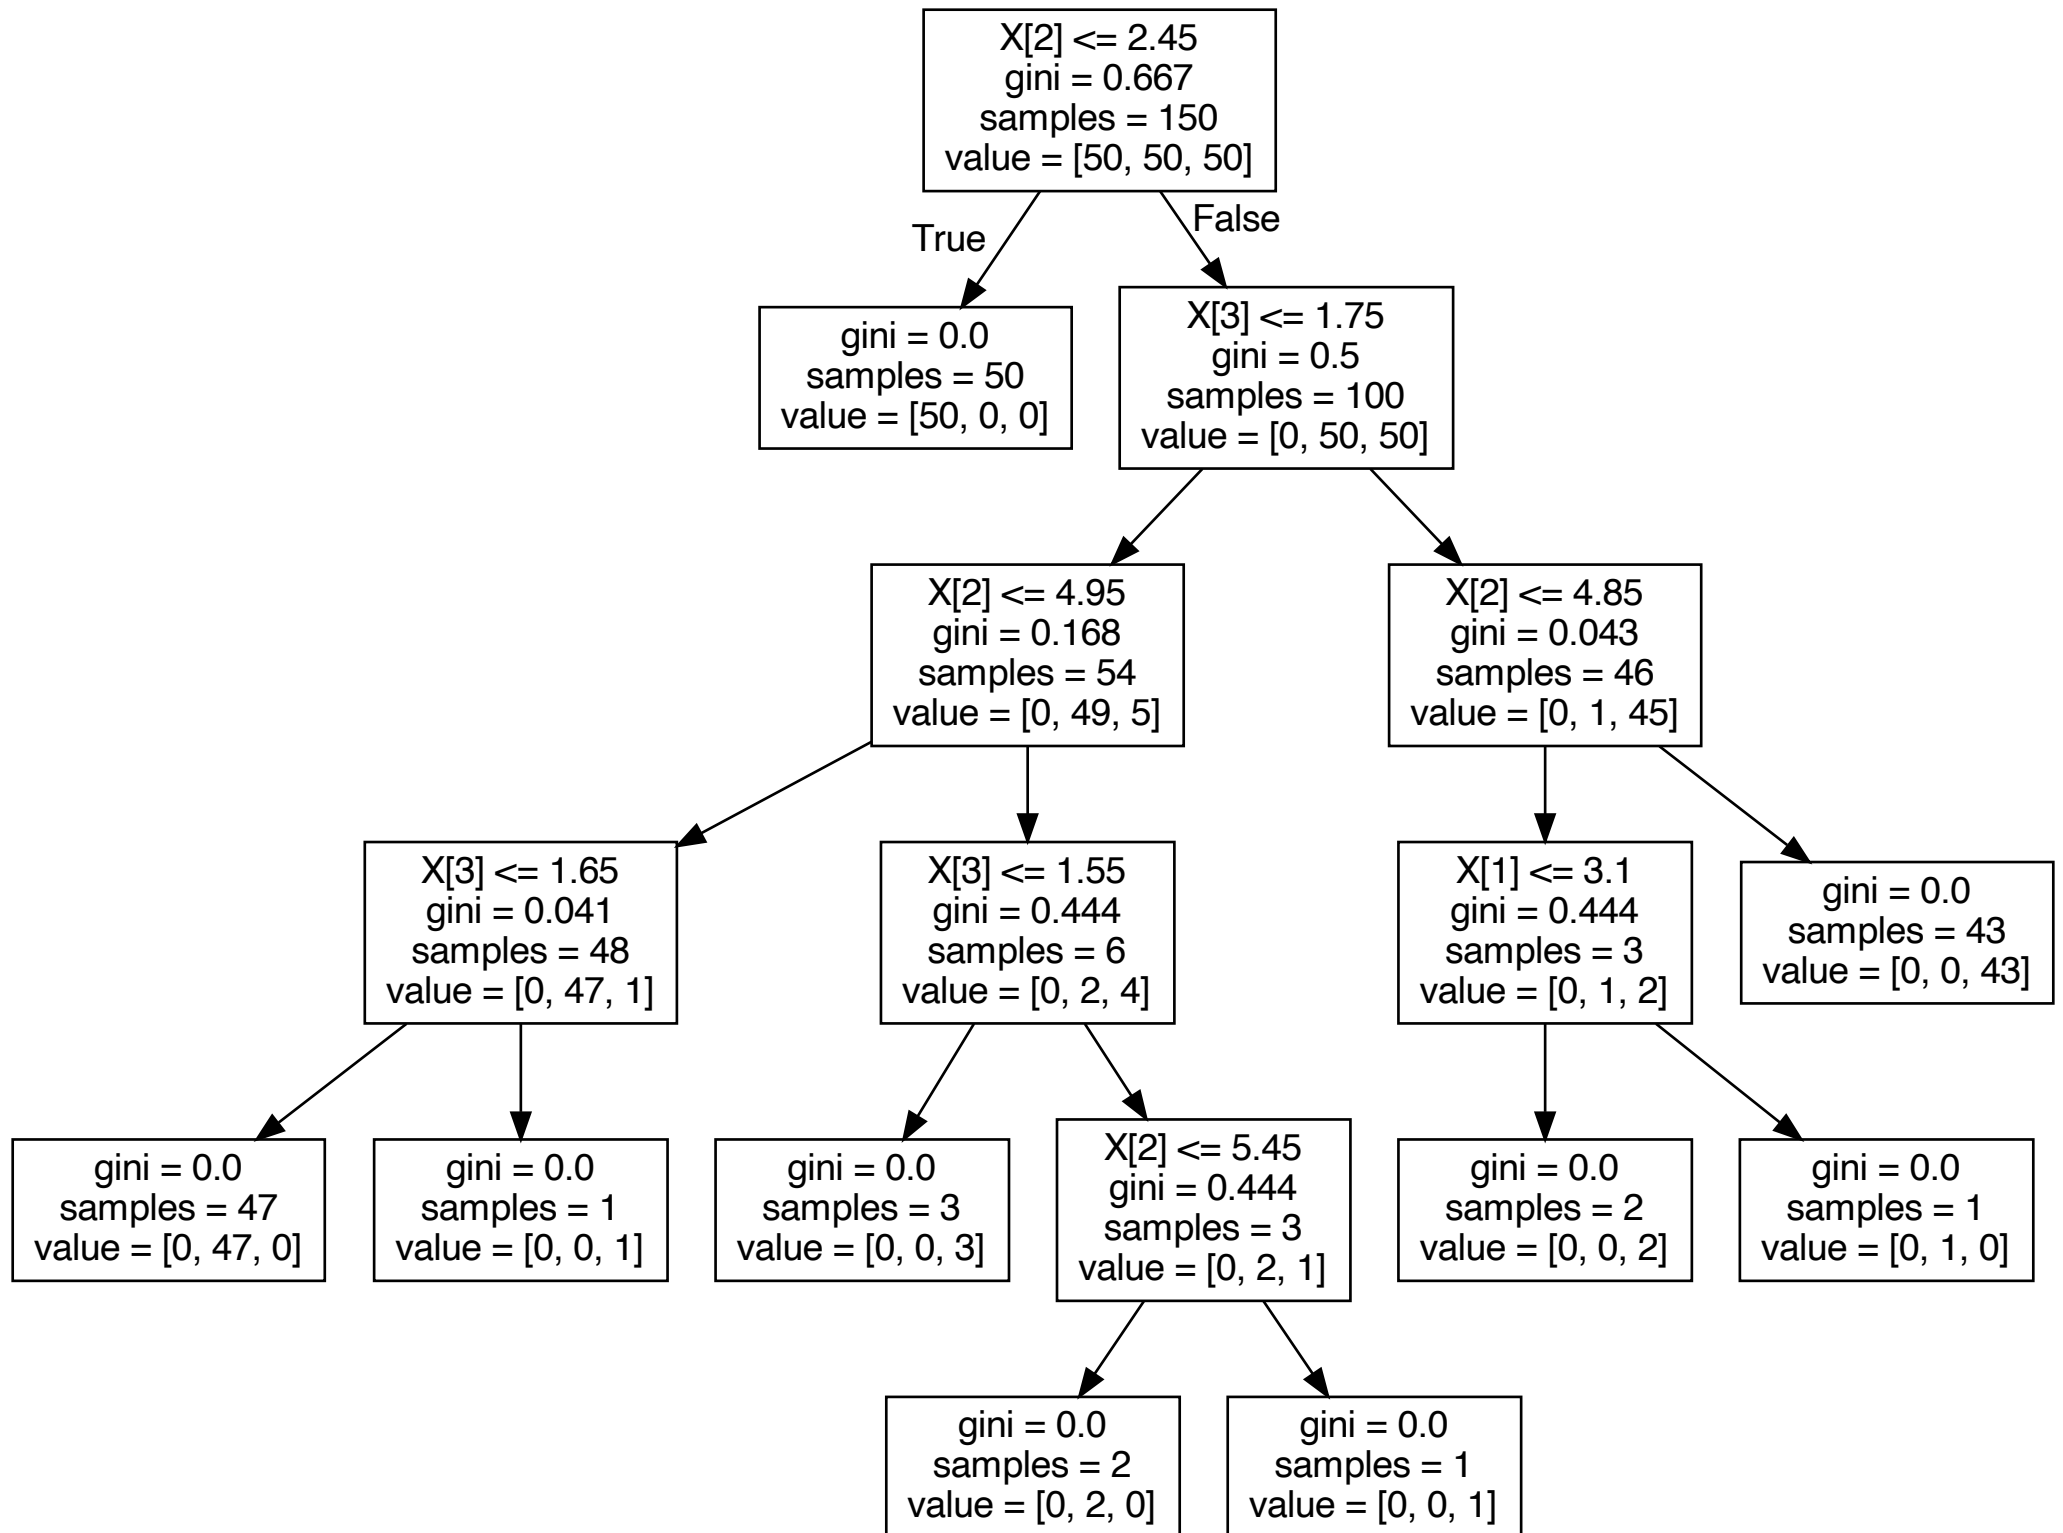 X[2] <= 2.45
gini = 0.667
samples = 150
value = [50, 50, 50]
True
False
gini = 0.0
samples = 50
value = [50, 0, 0]
X[3] <= 1.75
gini = 0.5
samples = 100
value = [0, 50, 50]
X[2] <= 4.95
gini = 0.168
samples = 54
value = [0, 49, 5]
X[2] <= 4.85
gini = 0.043
samples = 46
value = [0, 1, 45]
X[3] <= 1.65
gini = 0.041
samples = 48
value = [0, 47, 1]
X[3] <= 1.55
gini = 0.444
samples = 6
value = [0, 2, 4]
X[1] <= 3.1
gini = 0.444
samples = 3
value = [0, 1, 2]
gini = 0.0
samples = 43
value = [0, 0, 43]
gini = 0.0
samples = 47
value = [0, 47, 0]
gini = 0.0
samples = 1
value = [0, 0, 1]
gini = 0.0
samples = 3
value = [0, 0, 3]
X[2] <= 5.45
gini = 0.444
samples = 3
value = [0, 2, 1]
gini = 0.0
samples = 2
value = [0, 0, 2]
gini = 0.0
samples = 1
value = [0, 1, 0]
gini = 0.0
samples = 2
value = [0, 2, 0]
gini = 0.0
samples = 1
value = [0, 0, 1]